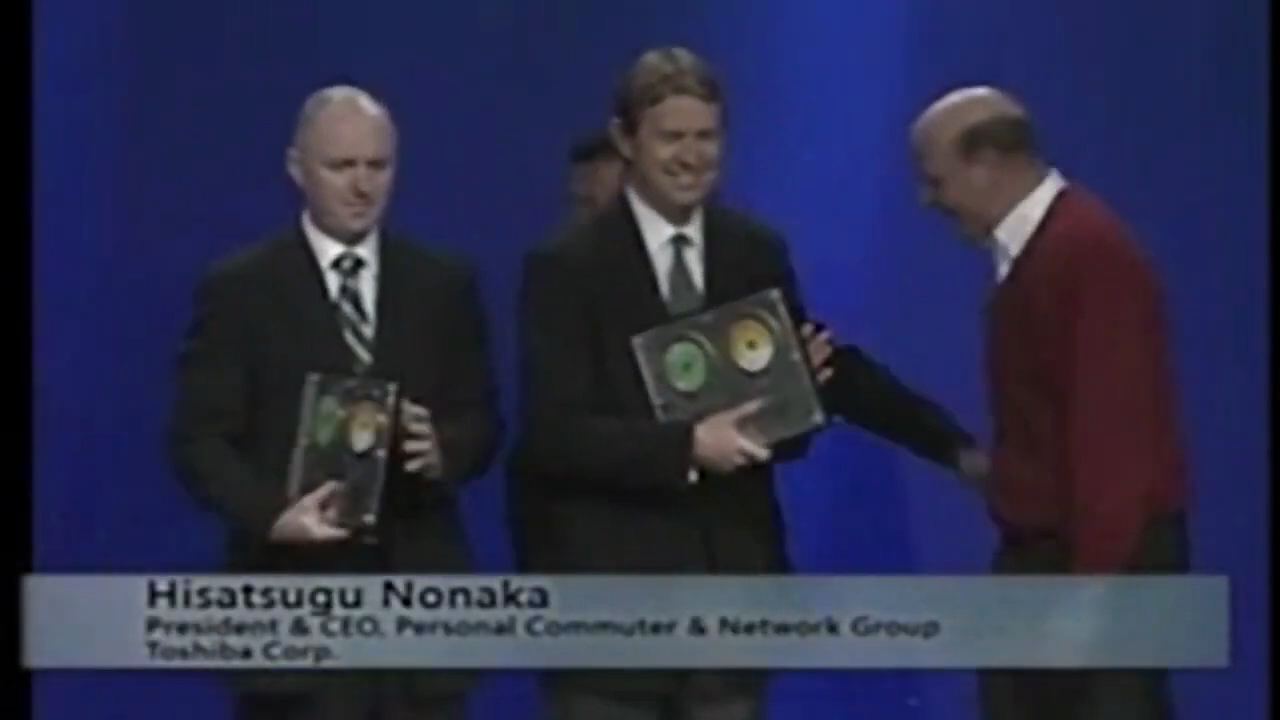 Hisatsugu Nonaka
President & CEO, Personal Commuter & Network Group
Toshiba Corp.